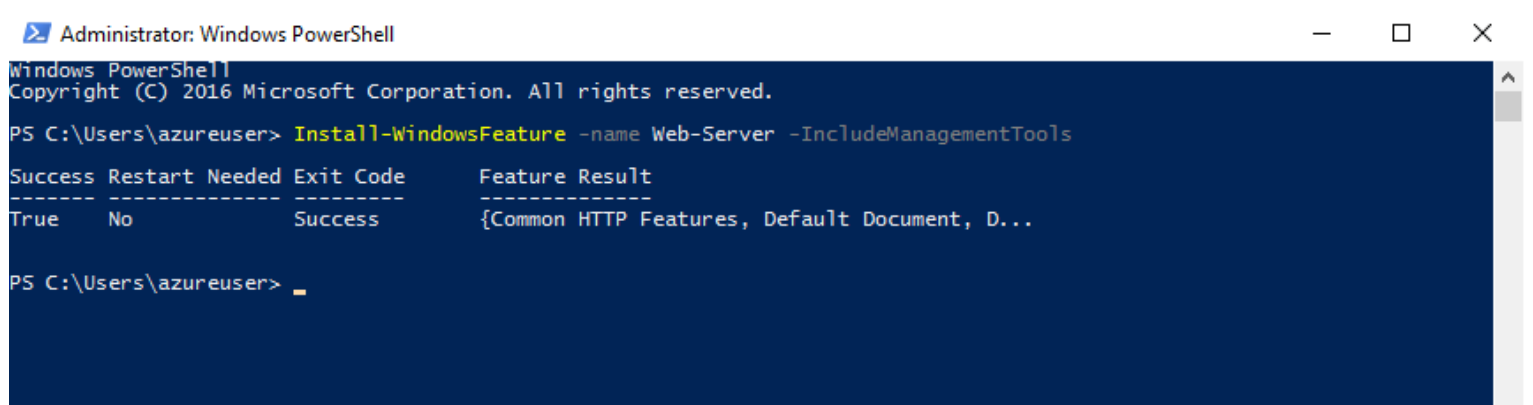 Administrator: Windows PowerShell
Windows PowerShell
Copyright (C) 2016 Microsoft Corporation. All rights reserved.
PS C:\Users\azureuser> Install-WindowsFeature -name Web-Server -IncludeManagementTools
Success Restart Needed Exit Code      Feature Result
------- -------------- ---------      --------------
True    No             Success        {Common HTTP Features, Default Document, D...
PS C:\Users\azureuser> _